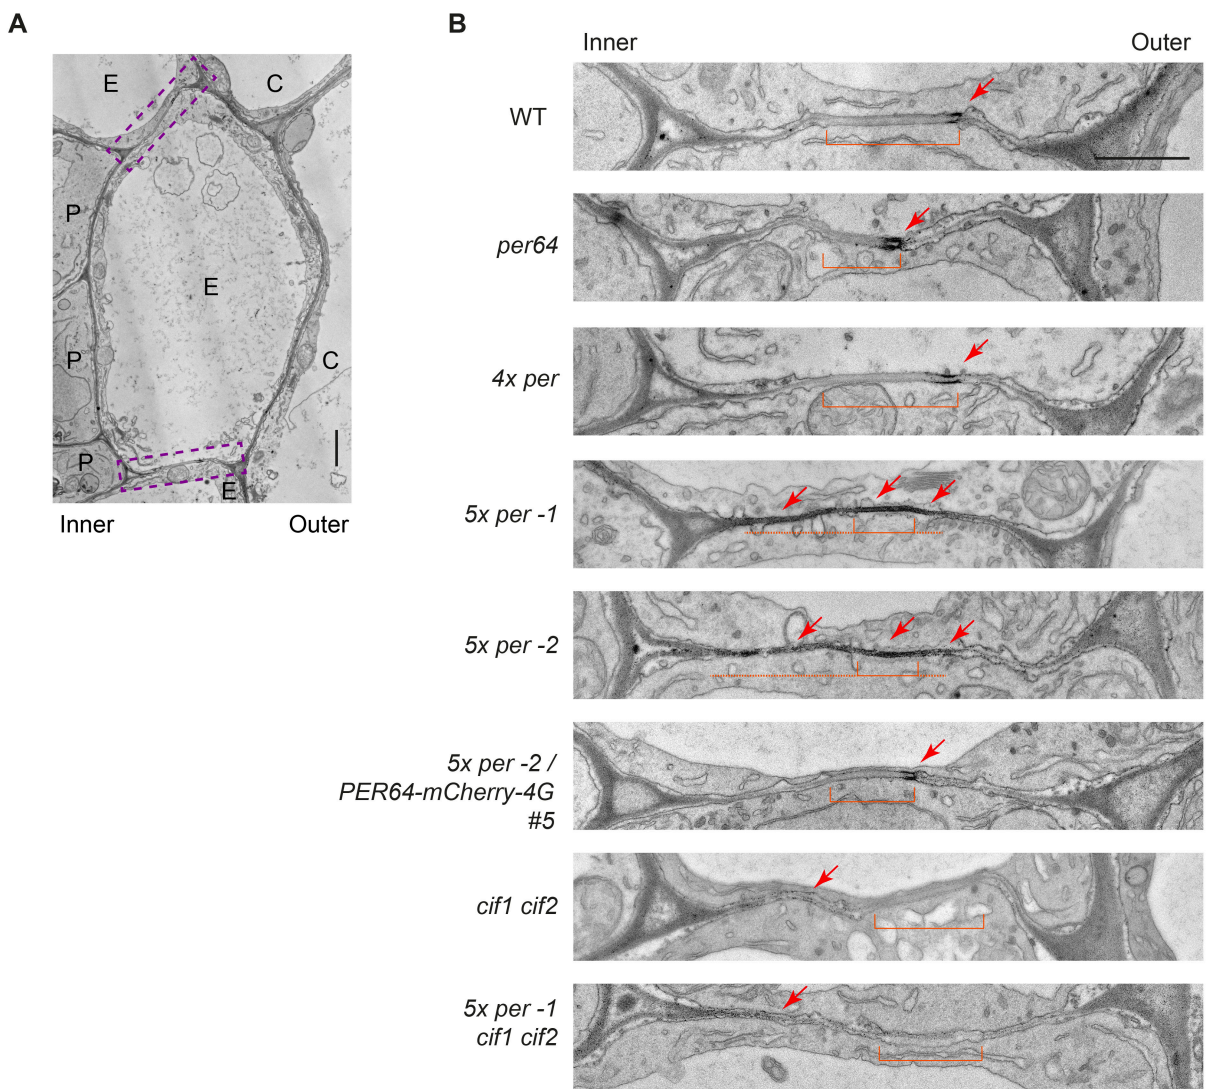 A
E
C
P
E
P
C
P
E
Inner
Outer
B
Inner
Outer
WT
per64
4x per
5x per -1
5x per -2
5x per -2 /
PER64-mCherry-4G
#5
cif1 cif2
5x per -1
cif1 cif2